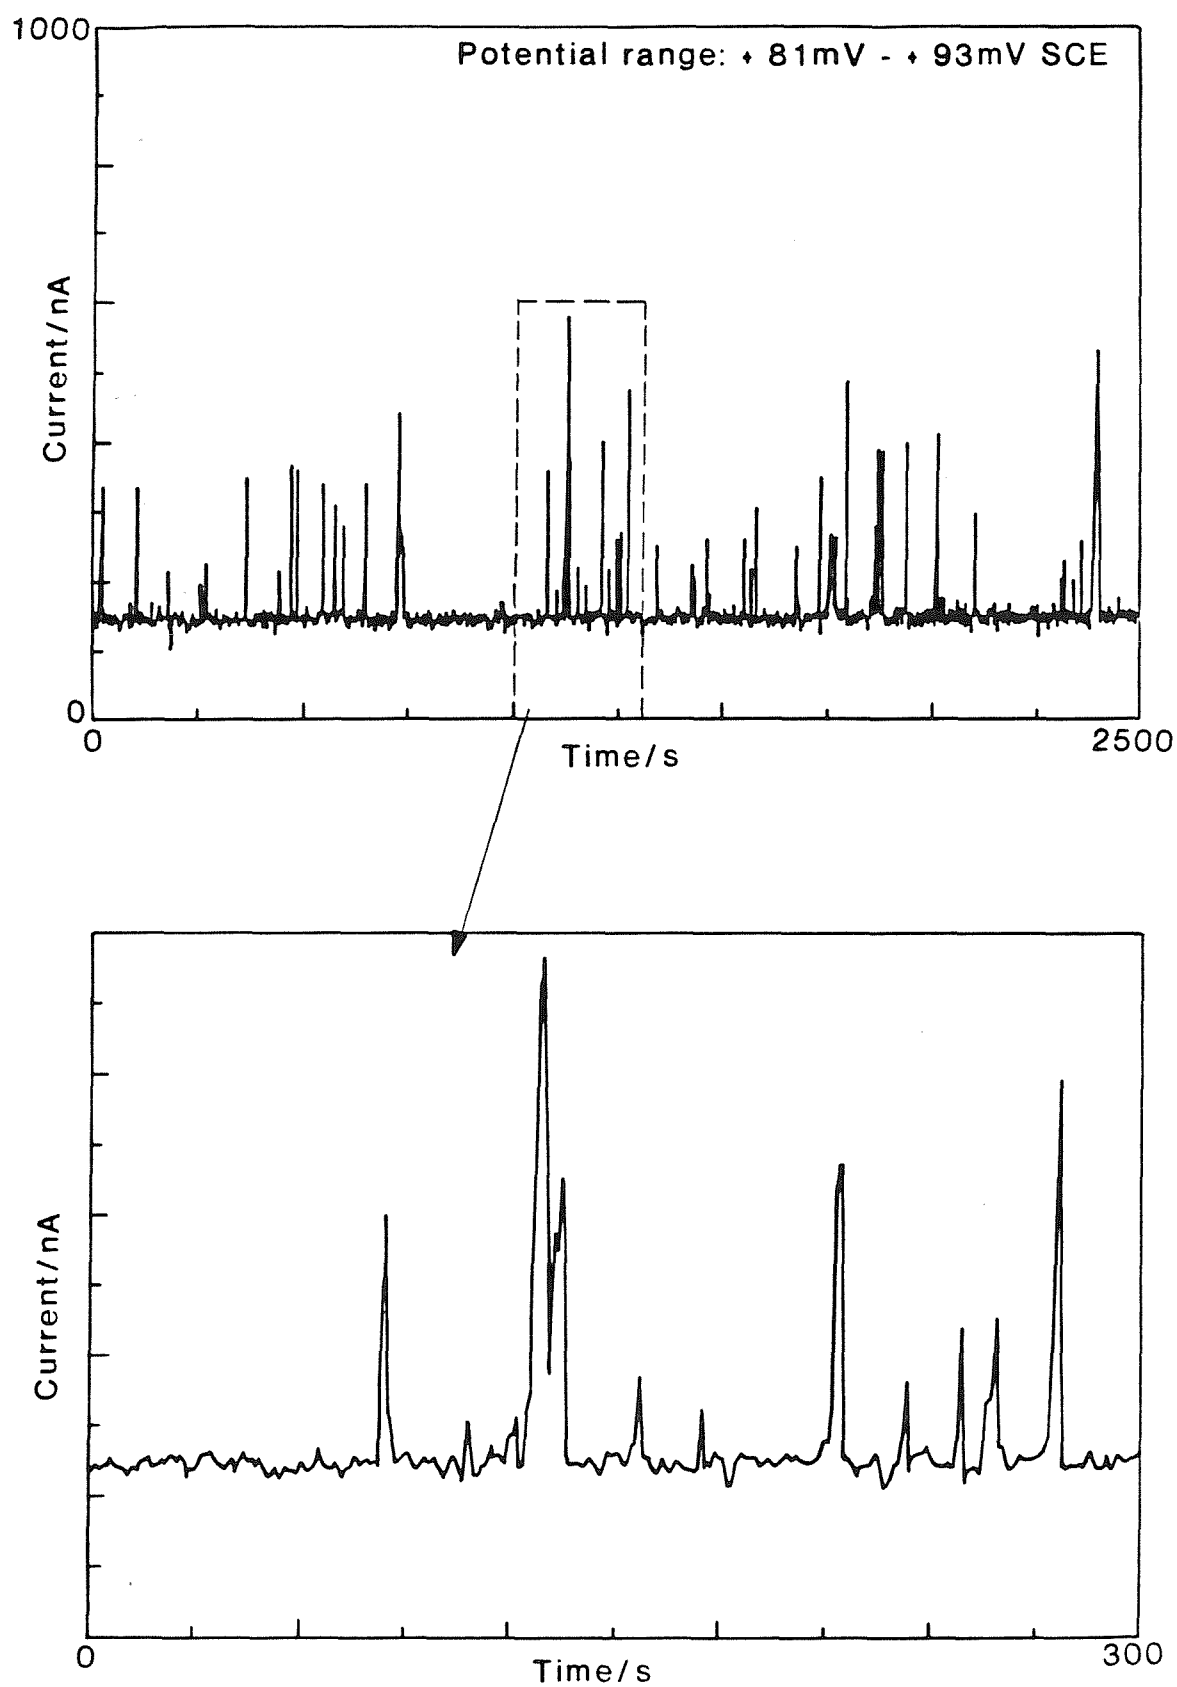 1000
Potential range: + 81mV - + 93mV SCE
Current/nA
0
0
2500
Time/s
Current/nA
0
300
Time/s